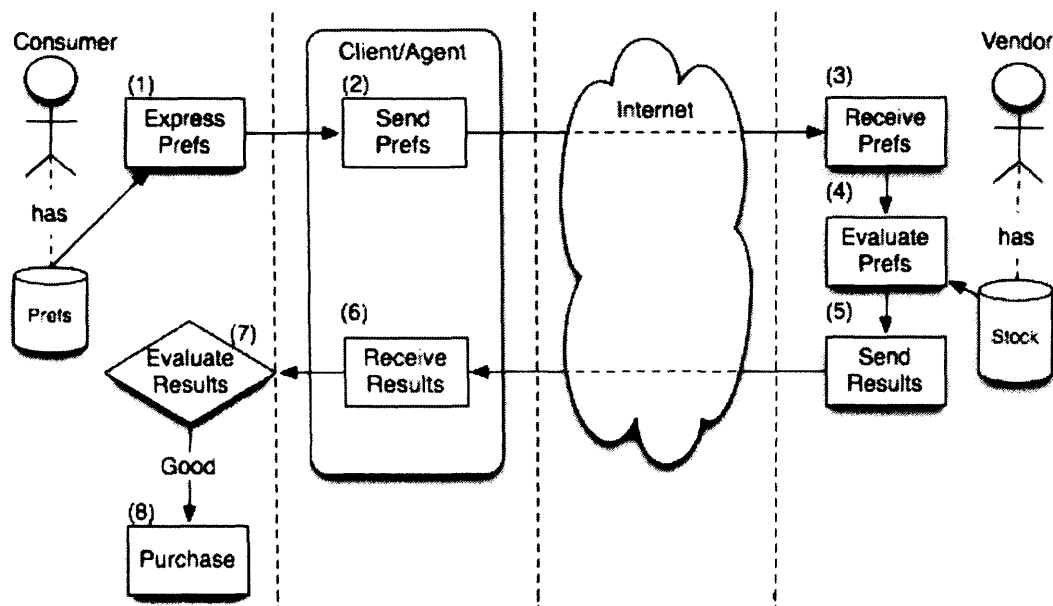 Consumer
Client/Agent
Vendor
(1)
Express
Prefs
(2)
Send
Prefs
Internet
(3)
Receive
Prefs
has
(4)
Evaluate
Prefs
has
Prefs
(7)
Evaluate
Results
(6)
Receive
Results
(5)
Send
Results
Stock
Good
(8)
Purchase